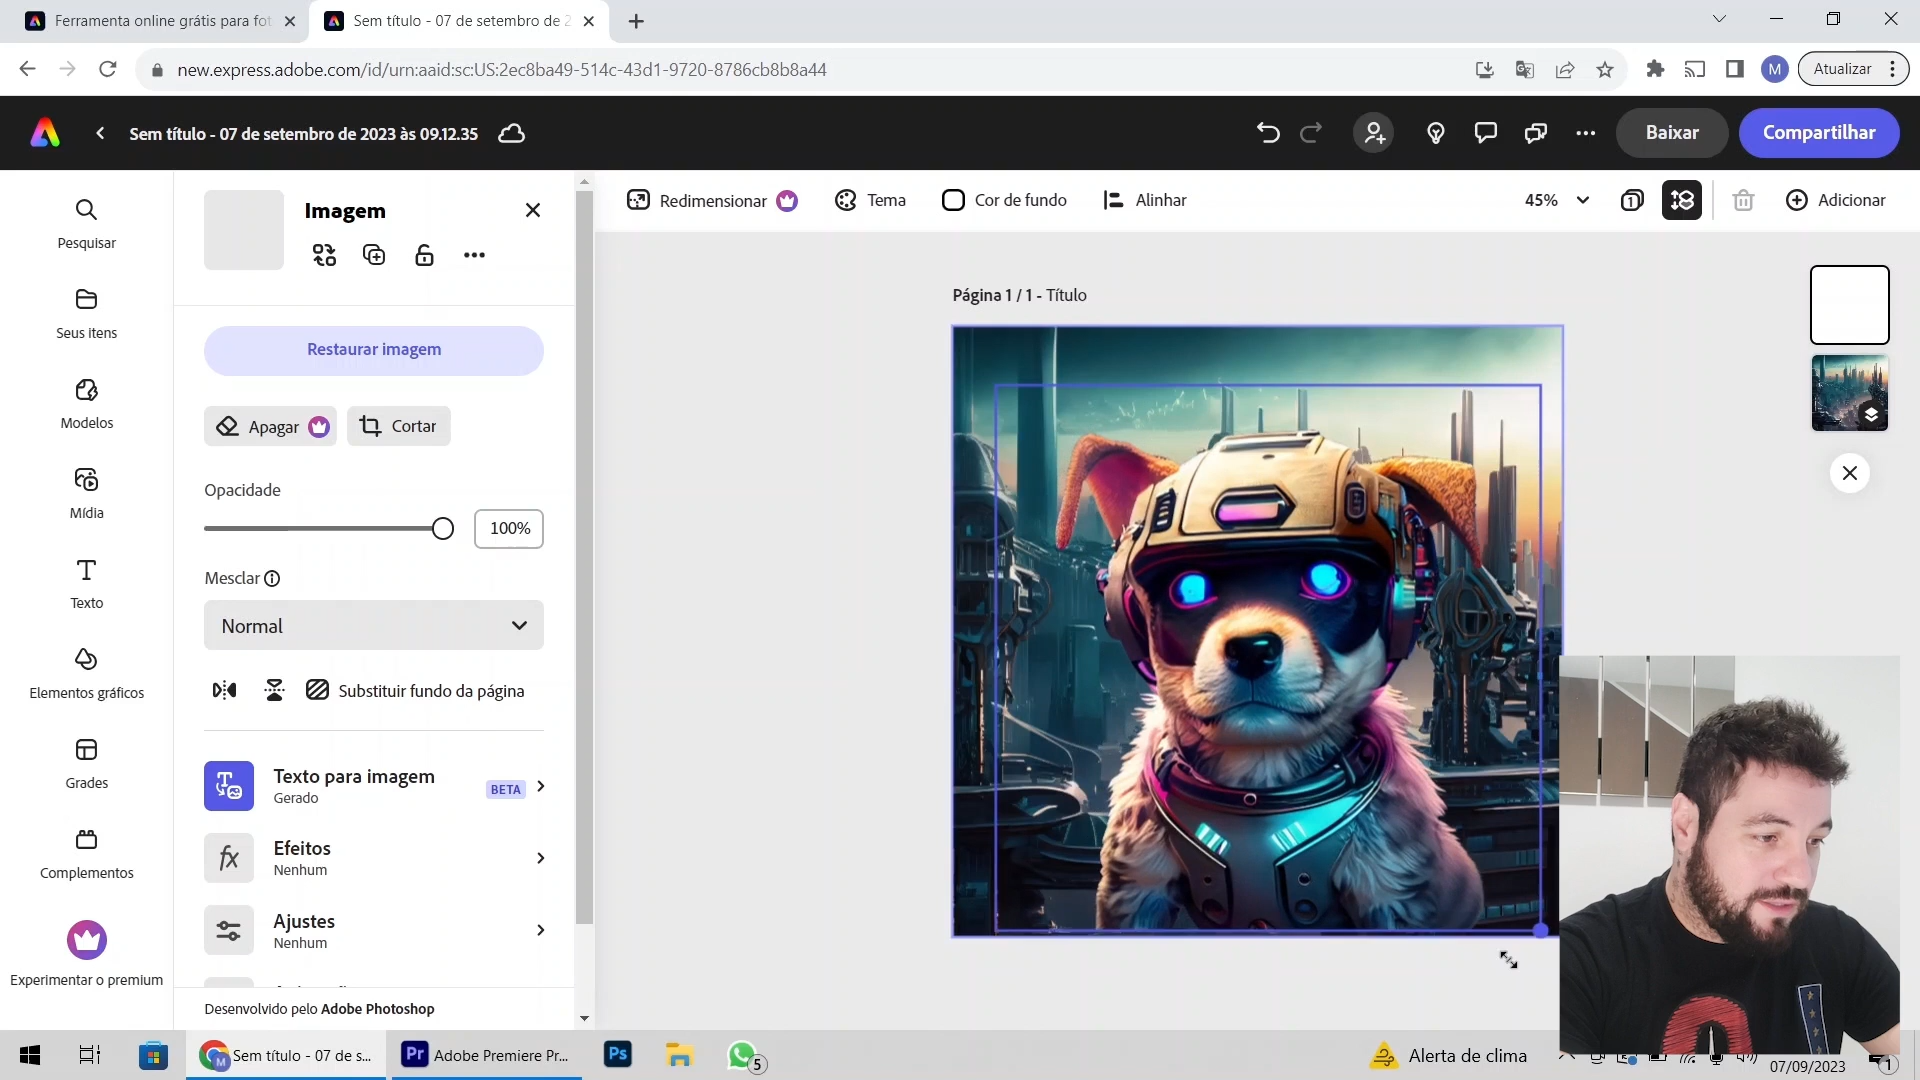 Ferramenta online grátis para fot
Sem título - 07 de setembro de 2
new.express.adobe.com/id/urn:aaid:sc:US:2ec8ba49-514c-43d1-9720-8786cb8b8a44
M
Atualizar
Sem título - 07 de setembro de 2023 às 09.12.35
Baixar
Compartilhar
Pesquisar
Seus itens
Modelos
Mídia
Texto
Elementos gráficos
Grades
Complementos
Experimentar o premium
Imagem
Restaurar imagem
Apagar
Cortar
Opacidade
100%
Mesclar
Normal
Substituir fundo da página
Texto para imagem
Gerado
BETA
Efeitos
Nenhum
Ajustes
Nenhum
Desenvolvido pelo Adobe Photoshop
Redimensionar
Tema
Cor de fundo
Alinhar
45%
1
Adicionar
Página 1 / 1 - Título
M
Sem título - 07 de s...
Pr
Adobe Premiere Pr...
Ps
5
Alerta de clima
07/09/2023
1